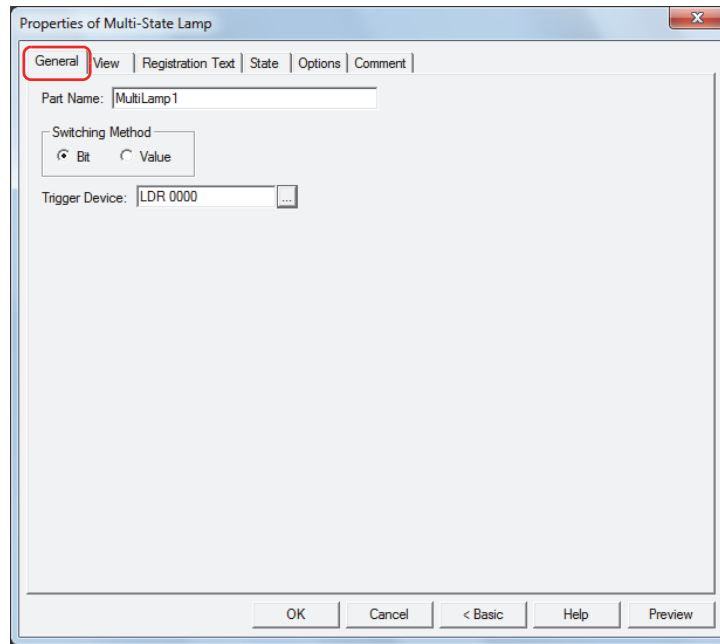 Properties of Multi-State Lamp
General View Registration Text State Options Comment
Part Name: MultiLamp1
Switching Method
Bit Value
Trigger Device: LDR 0000 ...
OK Cancel < Basic Help Preview